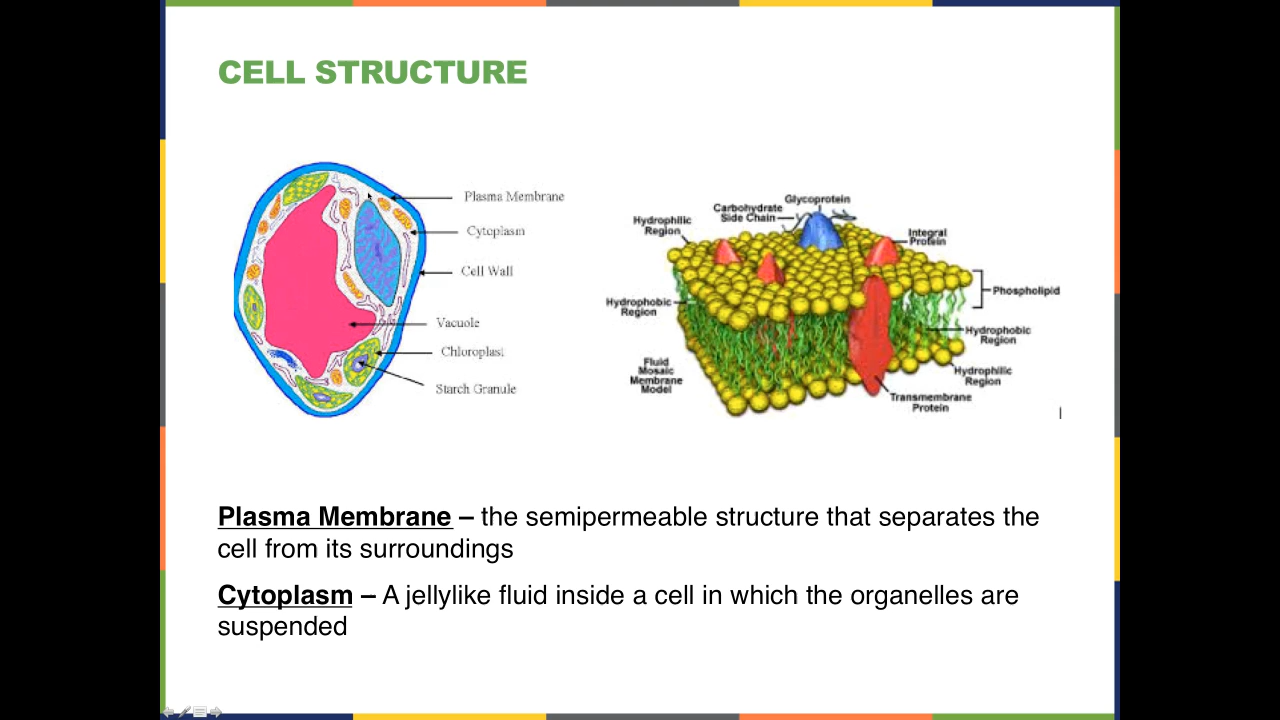 CELL STRUCTURE
Plasma Membrane
Cytoplasm
Cell Wall
Vacuole
Chloroplast
Starch Granule
Glycoprotein
Carbohydrate
Side Chain
Hydrophilic
Region
Integral
Protein
Phospholipid
Hydrophobic
Region
Hydrophobic
Region
Fluid
Mosaic
Membrane
Model
Hydrophilic
Region
Transmembrane
Protein
Plasma Membrane – the semipermeable structure that separates the
cell from its surroundings
Cytoplasm – A jellylike fluid inside a cell in which the organelles are
suspended